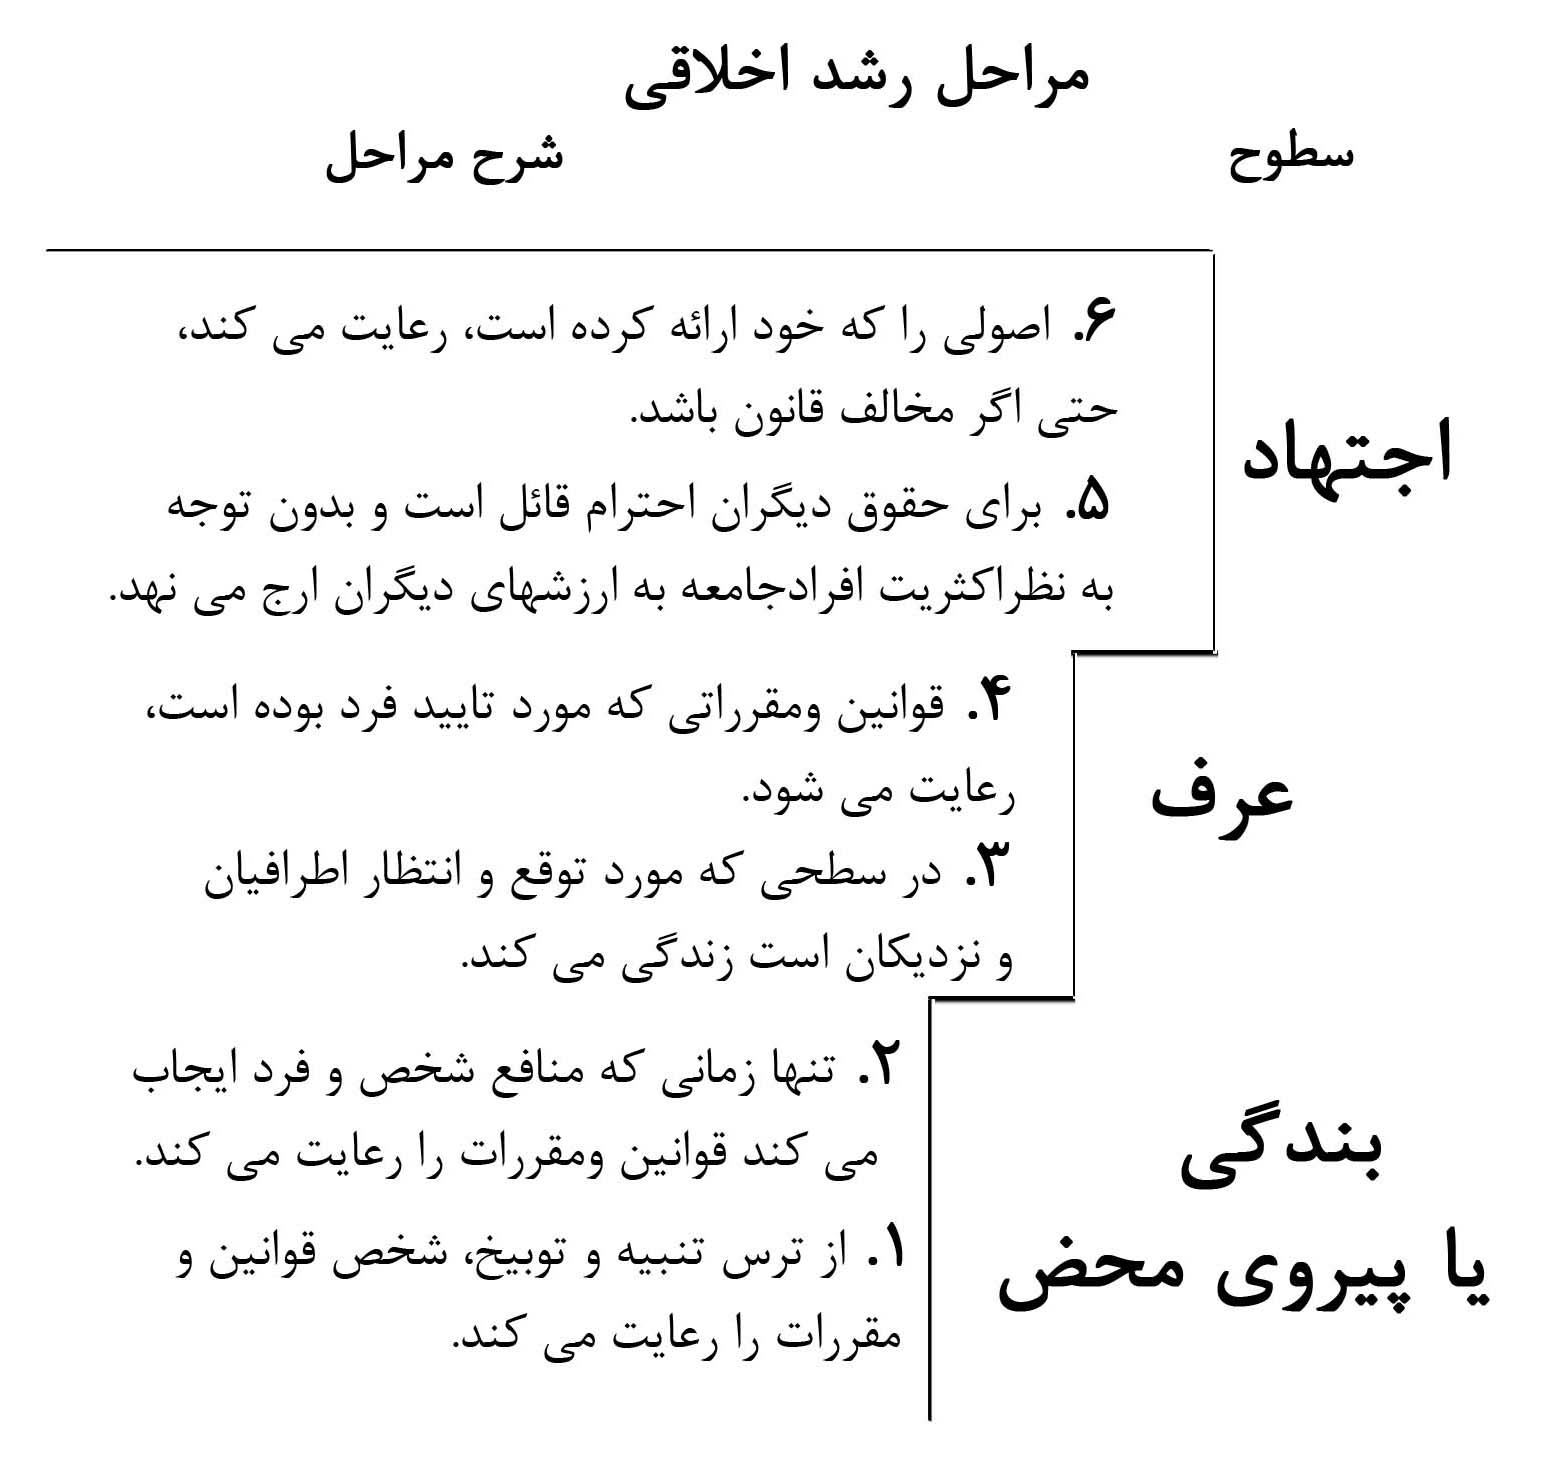 مراحل رشد اخلاقی
سطوح
شرح مراحل
اجتهاد
۶. اصولی را که خود ارائه کرده است، رعایت می کند،
حتی اگر مخالف قانون باشد.
۵. برای حقوق دیگران احترام قائل است و بدون توجه
به نظراکثریت افرادجامعه به ارزشهای دیگران ارج می نهد.
عرف
۴. قوانین ومقرراتی که مورد تایید فرد بوده است،
رعایت می شود.
۳. در سطحی که مورد توقع و انتظار اطرافیان
و نزدیکان است زندگی می کند.
بندگی
یا پیروی محض
۲. تنها زمانی که منافع شخص و فرد ایجاب
می کند قوانین ومقررات را رعایت می کند.
۱. از ترس تنبیه و توبیخ، شخص قوانین و
مقررات را رعایت می کند.